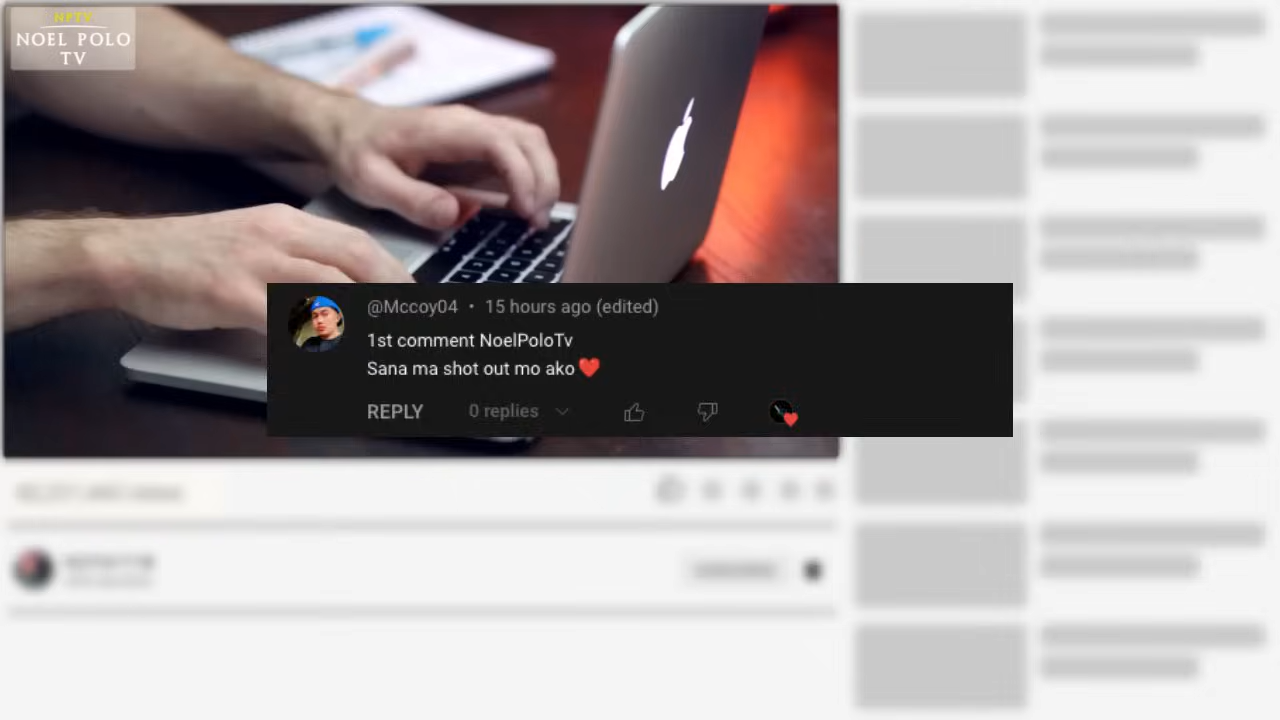 NPTV
NOEL POLO
TV
@Mccoy04 • 15 hours ago (edited)
1st comment NoelPoloTv
Sana ma shot out mo ako❤️
REPLY 0 replies